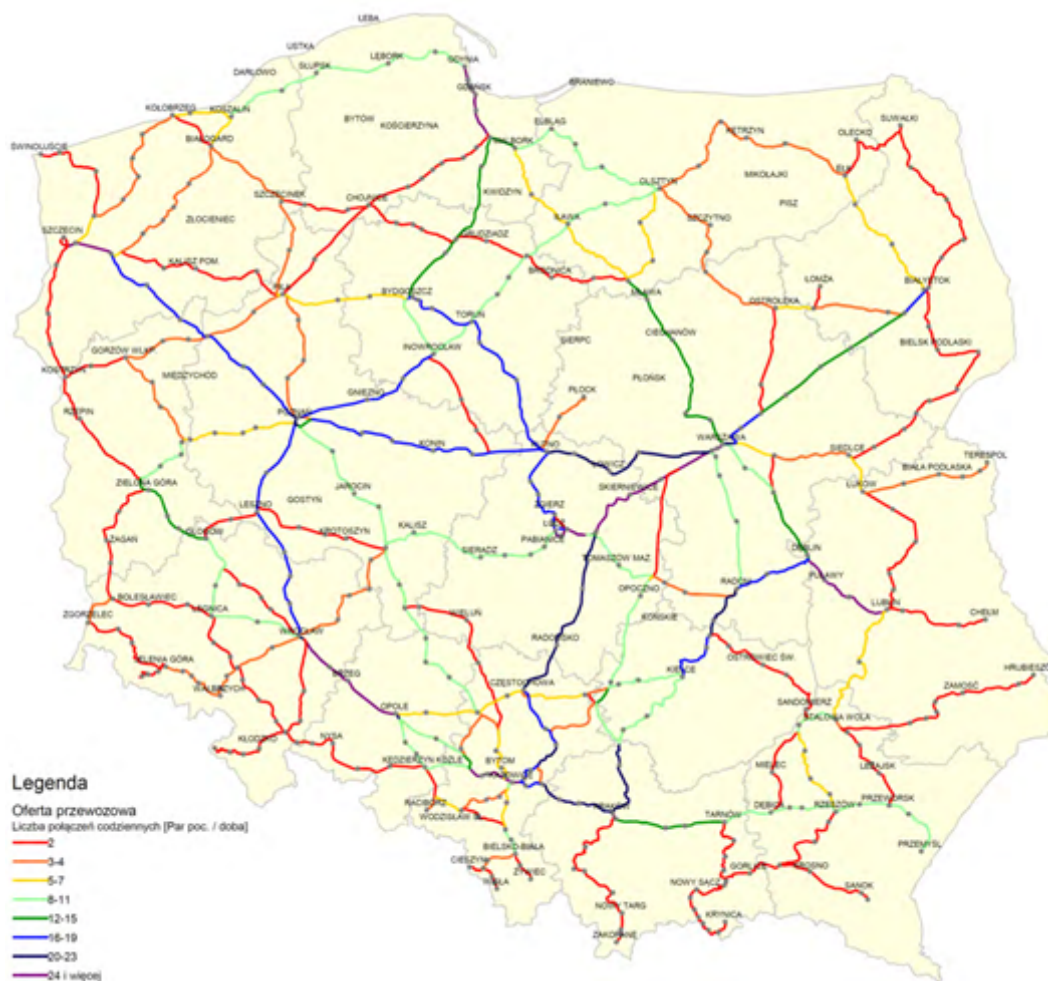 ŁEBA
USTKA
LĘBORK
GDYNIA
SŁUPSK
DARŁOWO
GDAŃSK
BRANIEWO
KOŁOBRZEG
KOSZALIN
BYTÓW
KOŚCIERZYNA
ELBLĄG
KĘTRZYN
SUWAŁKI
OLECKO
BIAŁOGARD
ŚWINOUJŚCIE
EŁK
MIKOŁAJKI
OLSZTYN
SZCZECINEK
CHOJNICE
KWIDZYN
PISZ
ZŁOCIENIEC
IŁAWA
SZCZYTNO
SZCZECIN
GRUDZIĄDZ
KALISZ POM.
BRODNICA
ŁOMŻA
BIAŁYSTOK
PIŁA
BYDGOSZCZ
MŁAWA
OSTROŁĘKA
TORUŃ
CIECHANÓW
SIERPC
BIELSK PODLASKI
INOWROCŁAW
GORZÓW WLKP.
KOSTRZYN
MIĘDZYCHÓD
PŁOCK
PŁOŃSK
GNIEZNO
RZEPIN
POZNAŃ
WARSZAWA
KONIN
KUTNO
ŁOWICZ
SIEDLCE
TERESPOL
BIAŁA PODLASKA
ZIELONA GÓRA
SKIERNIEWICE
ŁUKÓW
JAROCIN
LESZNO
GOSTYŃ
ZGIERZ
ŁÓDŹ
GŁOGÓW
KROTOSZYN
KALISZ
PABIANICE
ŻAGAŃ
SIERADZ
TOMASZÓW MAZ.
DĘBLIN
PUŁAWY
OPOCZNO
RADOM
BOLESŁAWIEC
LEGNICA
LUBLIN
CHEŁM
ZGORZELEC
WIELUŃ
KOŃSKIE
WROCŁAW
RADOMSKO
JELENIA GÓRA
OSTROWIEC ŚW.
BRZEG
KIELCE
HRUBIESZÓW
WAŁBRZYCH
CZĘSTOCHOWA
ZAMOŚĆ
SANDOMIERZ
OPOLE
STALOWA WOLA
KŁODZKO
NYSA
KĘDZIERZYN KOŹLE
BYTOM
KATOWICE
MIELEC
LEŻAJSK
Legenda
RACIBÓRZ
WODZISŁAW ŚL.
KRAKÓW
TARNÓW
DĘBICA
RZESZÓW
PRZEWORSK
Oferta przewozowa
Liczba połączeń codziennych [Par poc. / doba]
PRZEMYŚL
2
BIELSKO-BIAŁA
3-4
CIESZYN
ŻYWIEC
GORLICE
KROSNO
5-7
WISŁA
NOWY SĄCZ
SANOK
8-11
NOWY TARG
KRYNICA
12-15
16-19
ZAKOPANE
20-23
24 i więcej